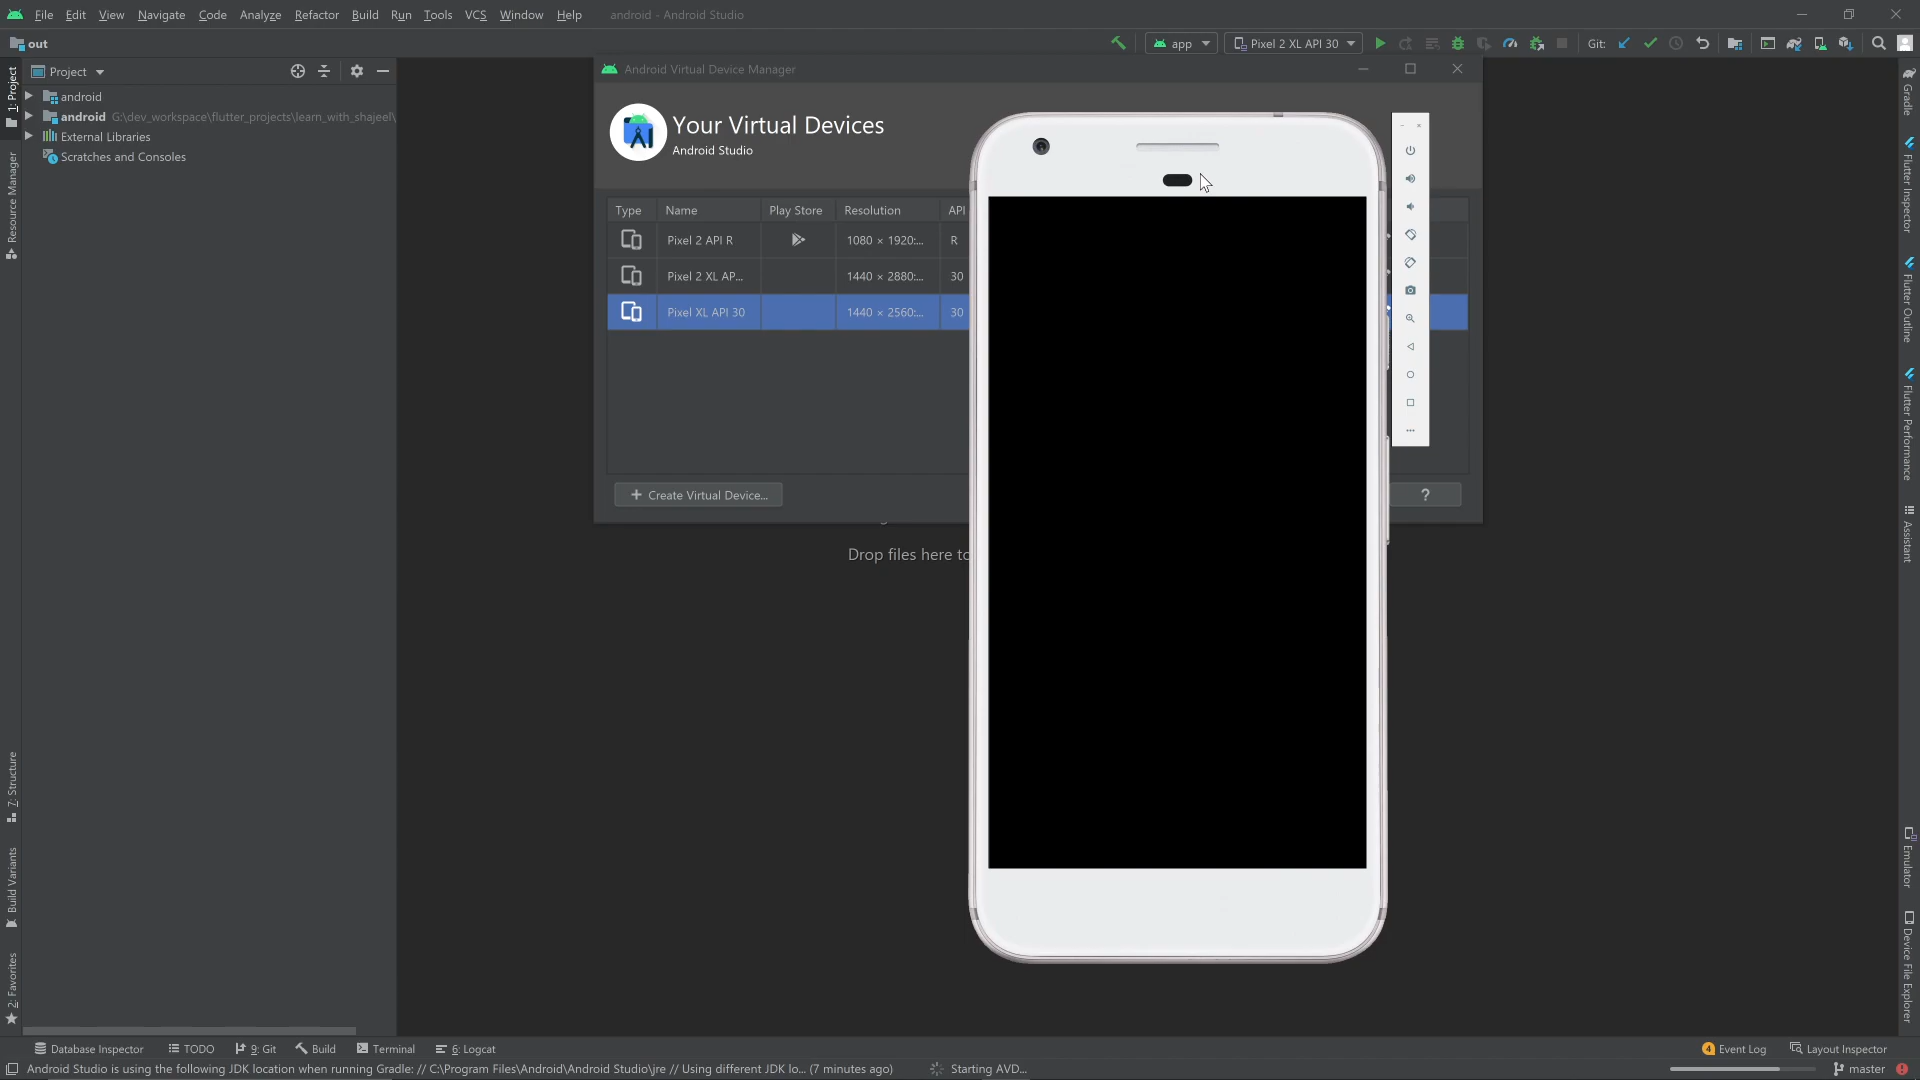 File Edit View Navigate Code Analyze Refactor Build Run Tools VCS Window Help android - Android Studio
out
app
Pixel 2 XL API 30
Git:
Project
android
android G:\dev_workspace\flutter_projects\learn_with_shajeel\
External Libraries
Scratches and Consoles
1: Project
Resource Manager
7: Structure
Build Variants
2: Favorites
Android Virtual Device Manager
Your Virtual Devices
Android Studio
Type Name Play Store Resolution API
Pixel 2 API R 1080 × 1920:... R
Pixel 2 XL AP... 1440 × 2880:... 30
Pixel XL API 30 1440 × 2560:... 30
+ Create Virtual Device...
?
Drop files here to
Gradle
Flutter Inspector
Flutter Outline
Flutter Performance
Assistant
Emulator
Device File Explorer
Database Inspector TODO 9: Git Build Terminal 6: Logcat
4 Event Log Layout Inspector
Android Studio is using the following JDK location when running Gradle: // C:\Program Files\Android\Android Studio\jre // Using different JDK lo... (7 minutes ago)
Starting AVD...
master